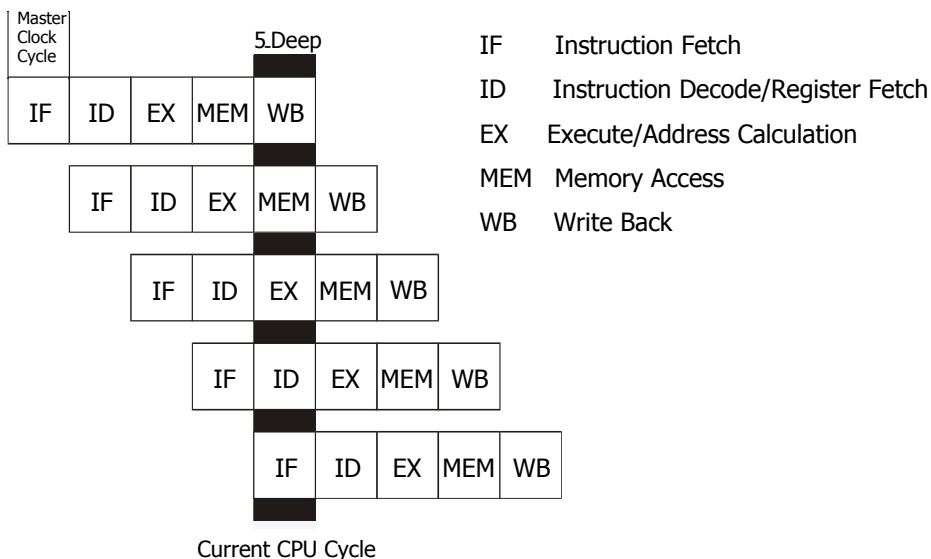 Master
Clock
Cycle
5.Deep
IF ID EX MEM WB
IF ID EX MEM WB
IF ID EX MEM WB
IF ID EX MEM WB
IF ID EX MEM WB
Current CPU Cycle
IF Instruction Fetch
ID Instruction Decode/Register Fetch
EX Execute/Address Calculation
MEM Memory Access
WB Write Back